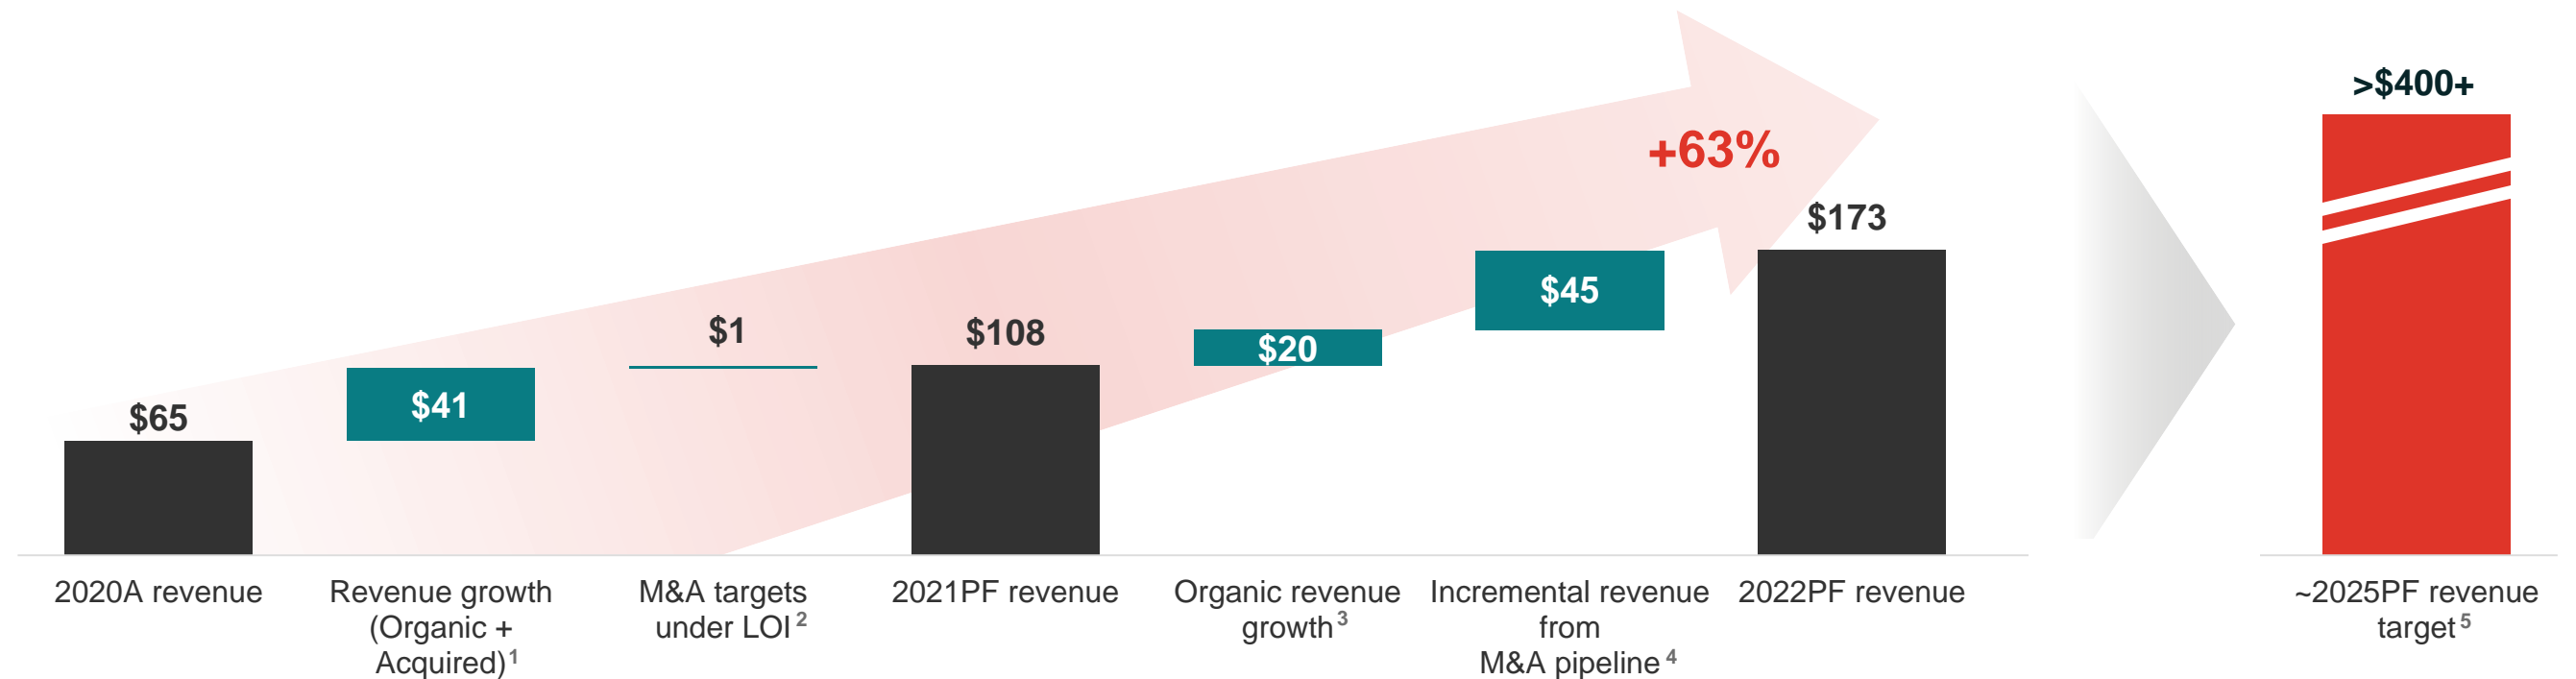 >$400+
+63%
$173
$45
$1
$108
$20
$65
$41
2020A revenue
Revenue growth
(Organic +
Acquired)1
M&A targets
under LOI2
2021PF revenue
Organic revenue
growth3
Incremental revenue
from
M&A pipeline4
2022PF revenue
~2025PF revenue
target5